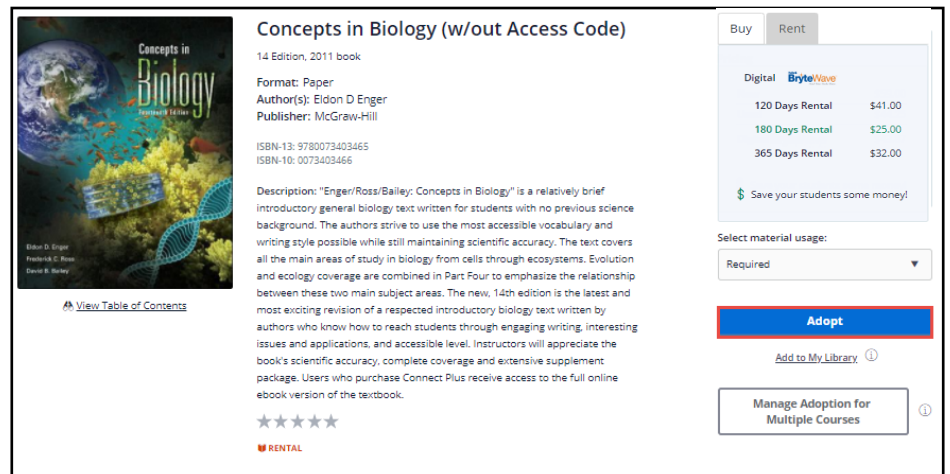 Concepts in
Biology
Fourteenth Edition
Eldon D. Enger
Frederick C. Ross
David B. Bailey
View Table of Contents
Concepts in Biology (w/out Access Code)
14 Edition, 2011 book
Format: Paper
Author(s): Eldon D Enger
Publisher: McGraw-Hill
ISBN-13: 9780073403465
ISBN-10: 0073403466
Description: "Enger/Ross/Bailey: Concepts in Biology" is a relatively brief
introductory general biology text written for students with no previous science
background. The authors strive to use the most accessible vocabulary and
writing style possible while still maintaining scientific accuracy. The text covers
all the main areas of study in biology from cells through ecosystems. Evolution
and ecology coverage are combined in Part Four to emphasize the relationship
between these two main subject areas. The new, 14th edition is the latest and
most exciting revision of a respected introductory biology text written by
authors who know how to reach students through engaging writing, interesting
issues and applications, and accessible level. Instructors will appreciate the
book's scientific accuracy, complete coverage and extensive supplement
package. Users who purchase Connect Plus receive access to the full online
ebook version of the textbook.
RENTAL
Buy Rent
Digital BryteWave
120 Days Rental $41.00
180 Days Rental $25.00
365 Days Rental $32.00
$ Save your students some money!
Select material usage:
Required
Adopt
Add to My Library
Manage Adoption for
Multiple Courses